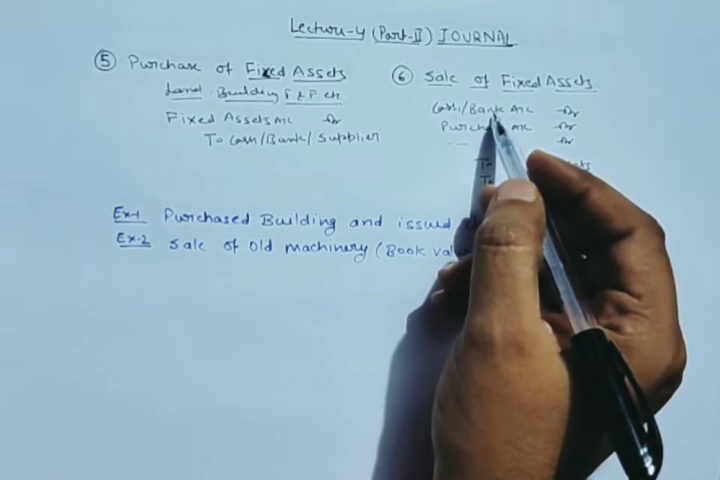 Lecture-4 (Part-II) JOURNAL
⑤ Purchase of Fixed Assets
Land, Building F&F etc
Fixed Assets A/c Dr
To Cash/Bank/Supplier
⑥ Sale of Fixed Assets
Cash/Bank A/c Dr
A/c Dr
Dr
To
To
Ex-1 Purchased Building and issued
Ex-2 Sale of Old machinery (Book